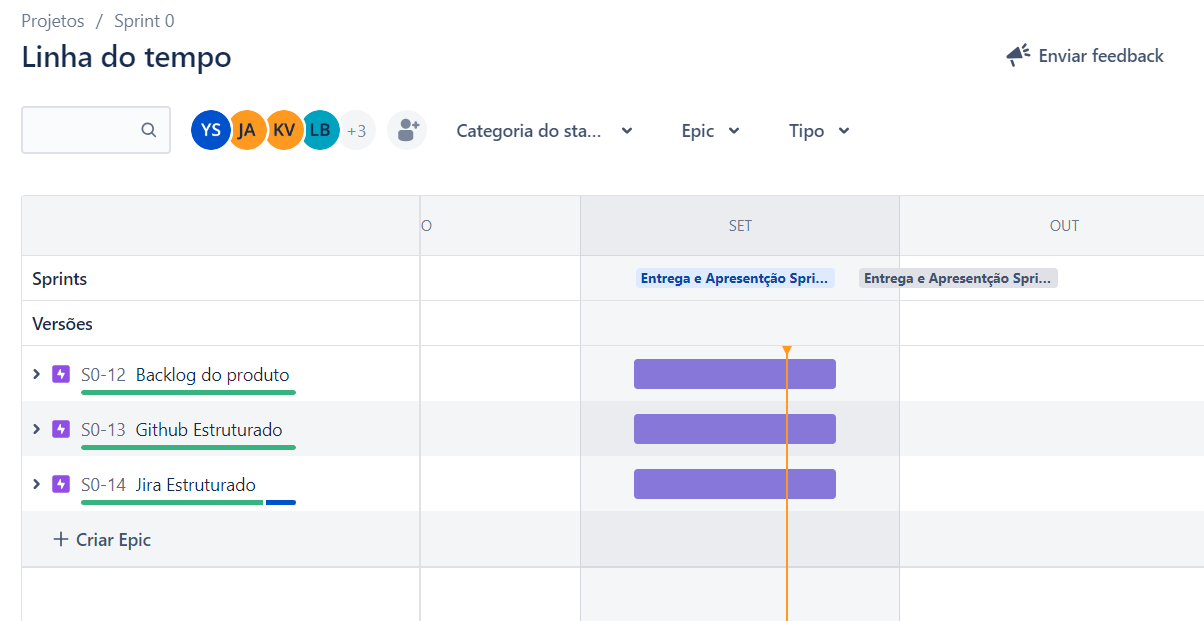 Projetos / Sprint 0
Linha do tempo
Enviar feedback
YS JA KV LB +3
Categoria do sta... Epic Tipo
O SET OUT
Sprints
Entrega e Apresentção Spri... Entrega e Apresentção Spri...
Versões
S0-12 Backlog do produto
S0-13 Github Estruturado
S0-14 Jira Estruturado
+ Criar Epic